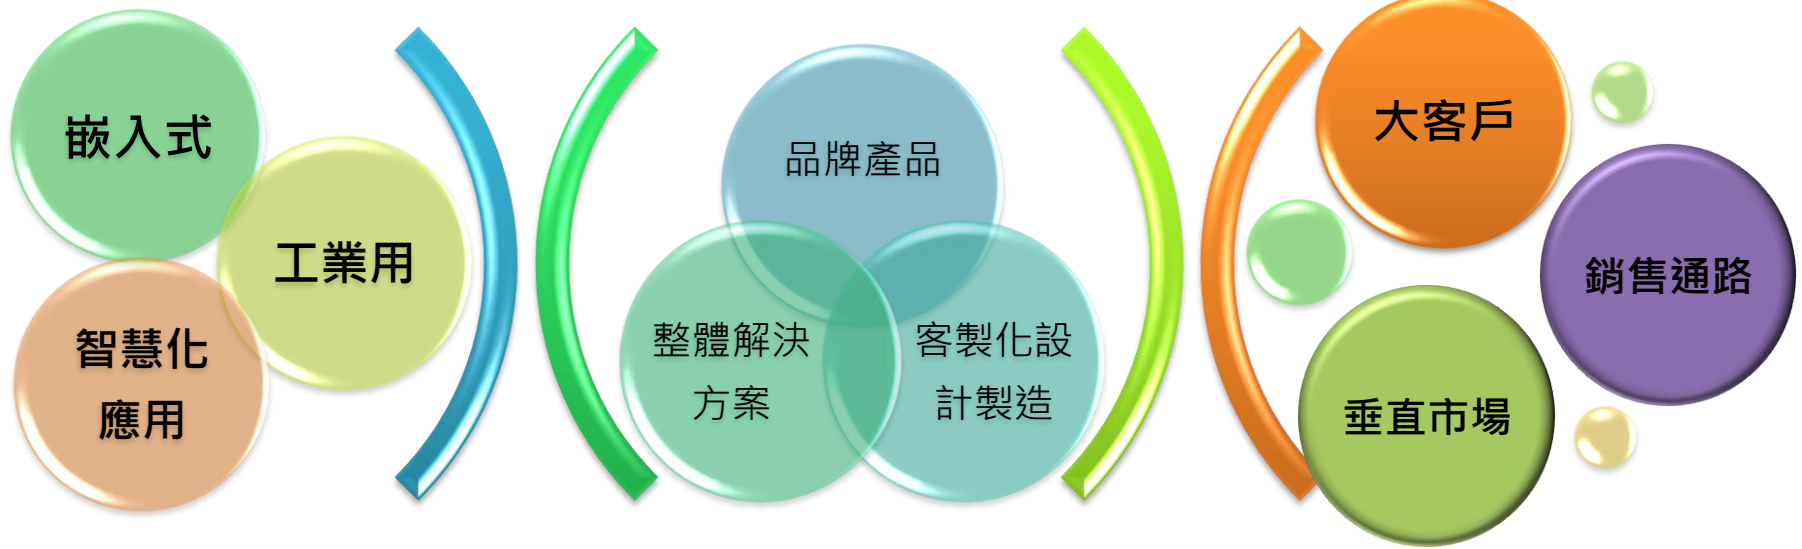 嵌入式
工業用
智慧化
應用
品牌產品
整體解決
方案
客製化設
計製造
大客戶
銷售通路
垂直市場